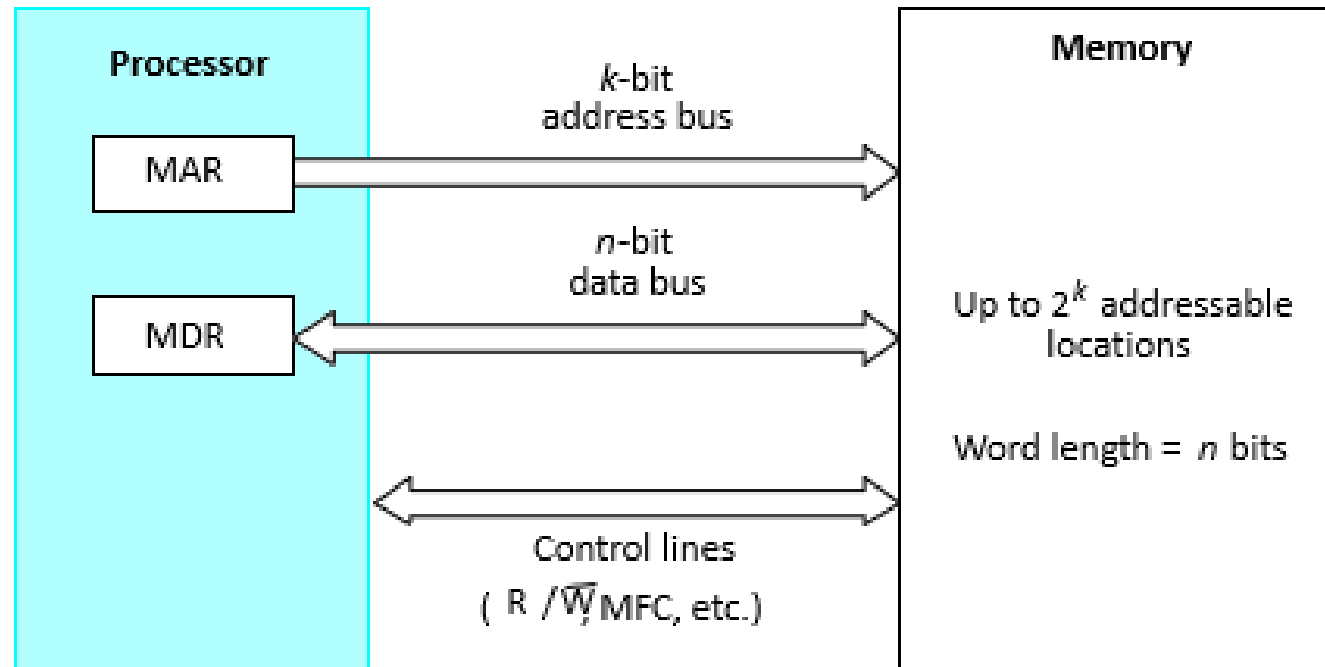 Processor
MAR
MDR
k-bit
address bus
n-bit
data bus
Control lines
( R / W̅, MFC, etc.)
Memory
Up to 2^k addressable
locations
Word length = n bits